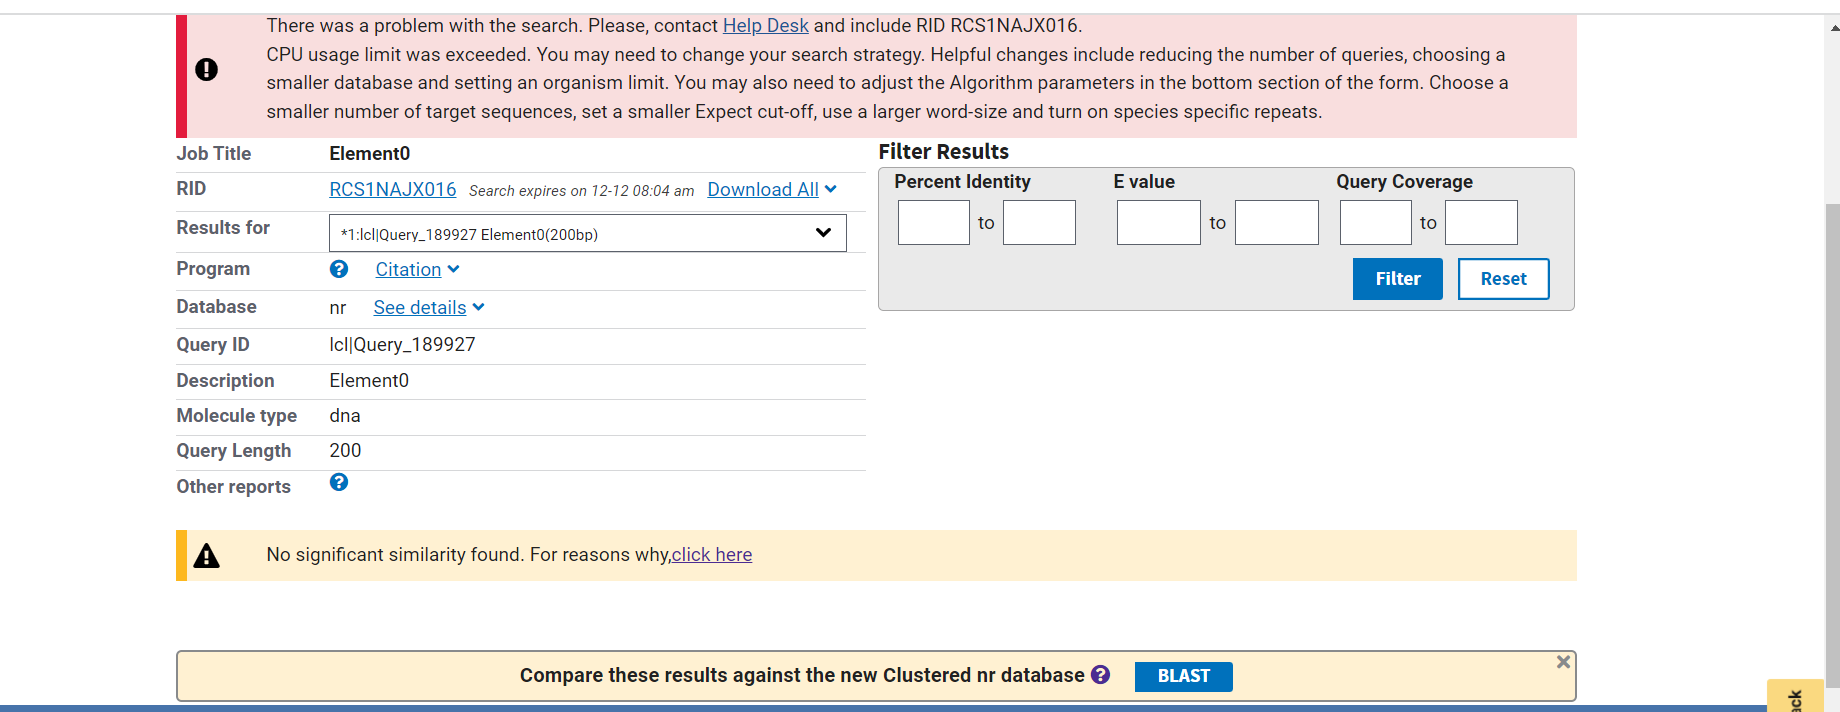 There was a problem with the search. Please, contact Help Desk and include RID RCS1NAJX016.
CPU usage limit was exceeded. You may need to change your search strategy. Helpful changes include reducing the number of queries, choosing a
smaller database and setting an organism limit. You may also need to adjust the Algorithm parameters in the bottom section of the form. Choose a
smaller number of target sequences, set a smaller Expect cut-off, use a larger word-size and turn on species specific repeats.
Job Title Element0
RID RCS1NAJX016 Search expires on 12-12 08:04 am Download All
Results for *1:lcl|Query_189927 Element0(200bp)
Program Citation
Database nr See details
Query ID lcl|Query_189927
Description Element0
Molecule type dna
Query Length 200
Other reports
Filter Results
Percent Identity E value Query Coverage
to to to
Filter Reset
No significant similarity found. For reasons why,click here
Compare these results against the new Clustered nr database BLAST
ack